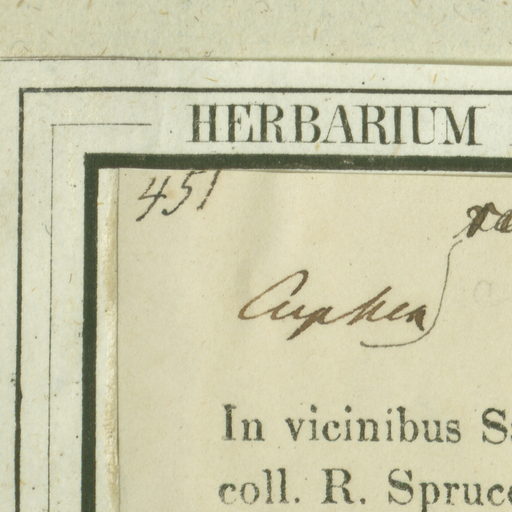 HERBARIUM
451
Cuphea
In vicinibus
coll. R. Spruce